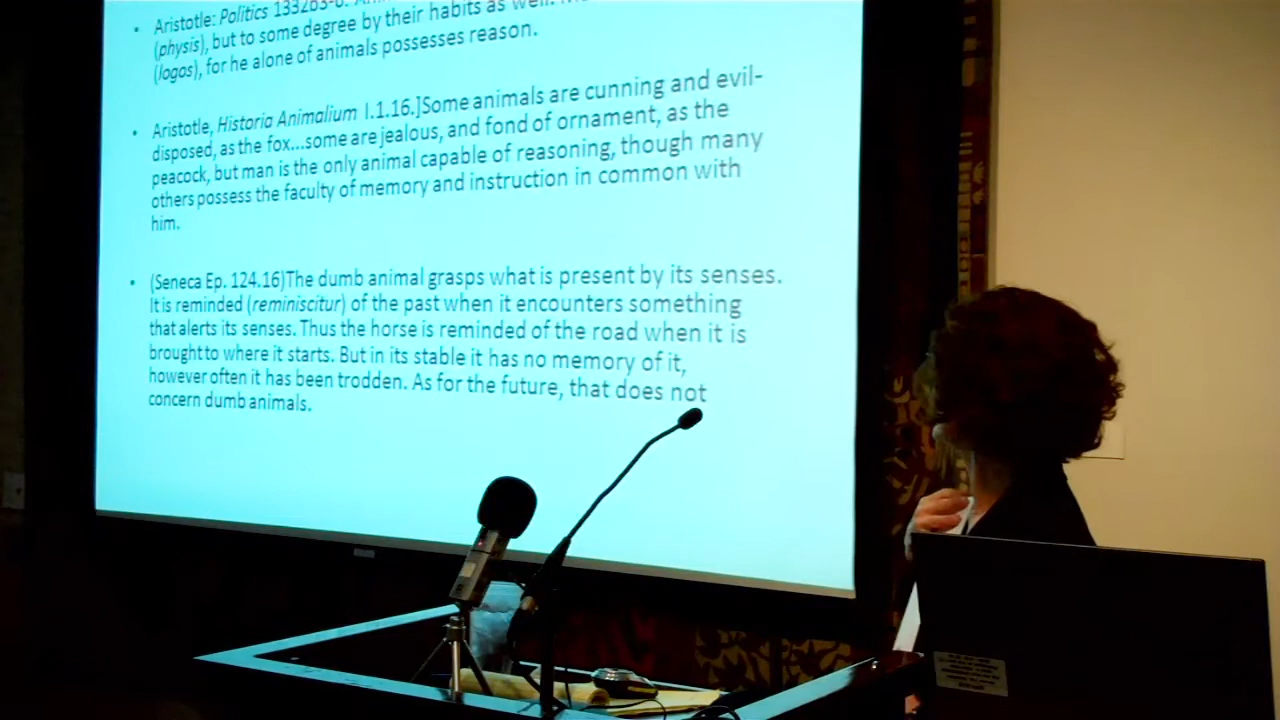 • Aristotle: Politics 1332b3-6.
(physis), but to some degree by their habits as well.
(logos), for he alone of animals possesses reason.
• Aristotle, Historia Animalium I.1.16.]Some animals are cunning and evil-
disposed, as the fox...some are jealous, and fond of ornament, as the
peacock, but man is the only animal capable of reasoning, though many
others possess the faculty of memory and instruction in common with
him.
• (Seneca Ep. 124.16)The dumb animal grasps what is present by its senses.
It is reminded (reminiscitur) of the past when it encounters something
that alerts its senses. Thus the horse is reminded of the road when it is
brought to where it starts. But in its stable it has no memory of it,
however often it has been trodden. As for the future, that does not
concern dumb animals.